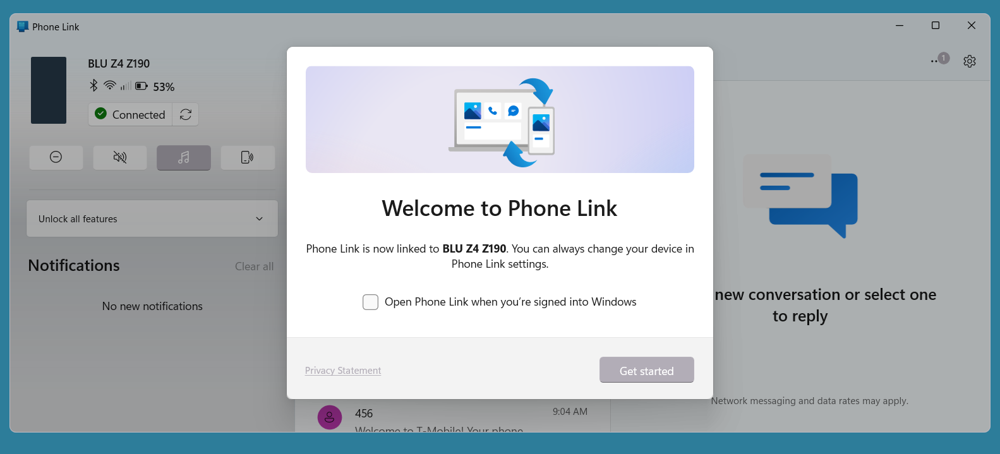 Phone Link
BLU Z4 Z190
53%
Connected
1
Unlock all features
Notifications
Clear all
No new notifications
Welcome to Phone Link
Phone Link is now linked to BLU Z4 Z190. You can always change your device in
Phone Link settings.
Open Phone Link when you’re signed into Windows
Privacy Statement
Get started
new conversation or select one
to reply
Network messaging and data rates may apply.
456
9:04 AM
Welcome to T-Mobile! Your phone